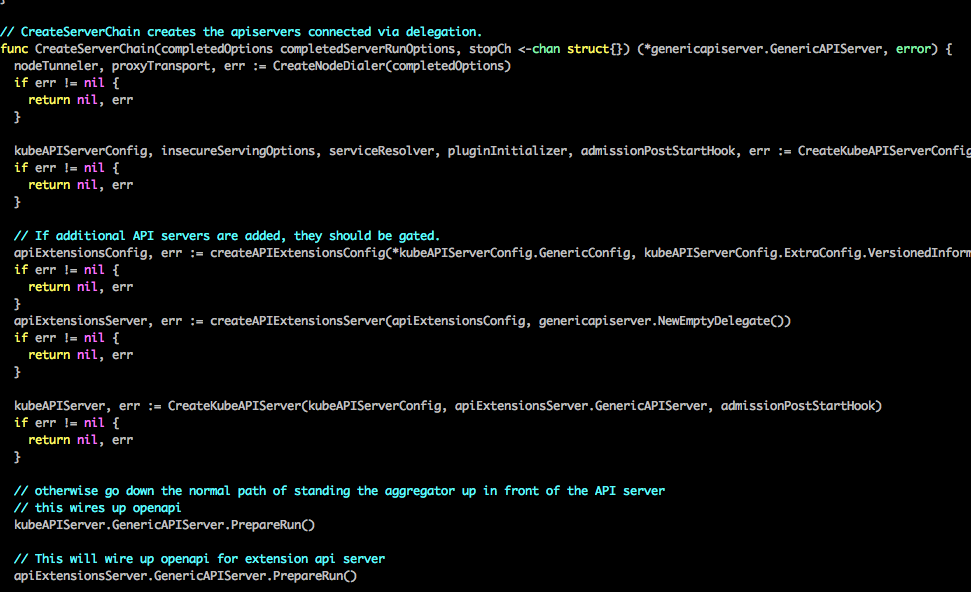 }
// CreateServerChain creates the apiservers connected via delegation.
func CreateServerChain(completedOptions completedServerRunOptions, stopCh <-chan struct{}) (*genericapiserver.GenericAPIServer, error) {
nodeTunneler, proxyTransport, err := CreateNodeDialer(completedOptions)
if err != nil {
return nil, err
}
kubeAPIServerConfig, insecureServingOptions, serviceResolver, pluginInitializer, admissionPostStartHook, err := CreateKubeAPIServerConfig
if err != nil {
return nil, err
}
// If additional API servers are added, they should be gated.
apiExtensionsConfig, err := createAPIExtensionsConfig(*kubeAPIServerConfig.GenericConfig, kubeAPIServerConfig.ExtraConfig.VersionedInform
if err != nil {
return nil, err
}
apiExtensionsServer, err := createAPIExtensionsServer(apiExtensionsConfig, genericapiserver.NewEmptyDelegate())
if err != nil {
return nil, err
}
kubeAPIServer, err := CreateKubeAPIServer(kubeAPIServerConfig, apiExtensionsServer.GenericAPIServer, admissionPostStartHook)
if err != nil {
return nil, err
}
// otherwise go down the normal path of standing the aggregator up in front of the API server
// this wires up openapi
kubeAPIServer.GenericAPIServer.PrepareRun()
// This will wire up openapi for extension api server
apiExtensionsServer.GenericAPIServer.PrepareRun()